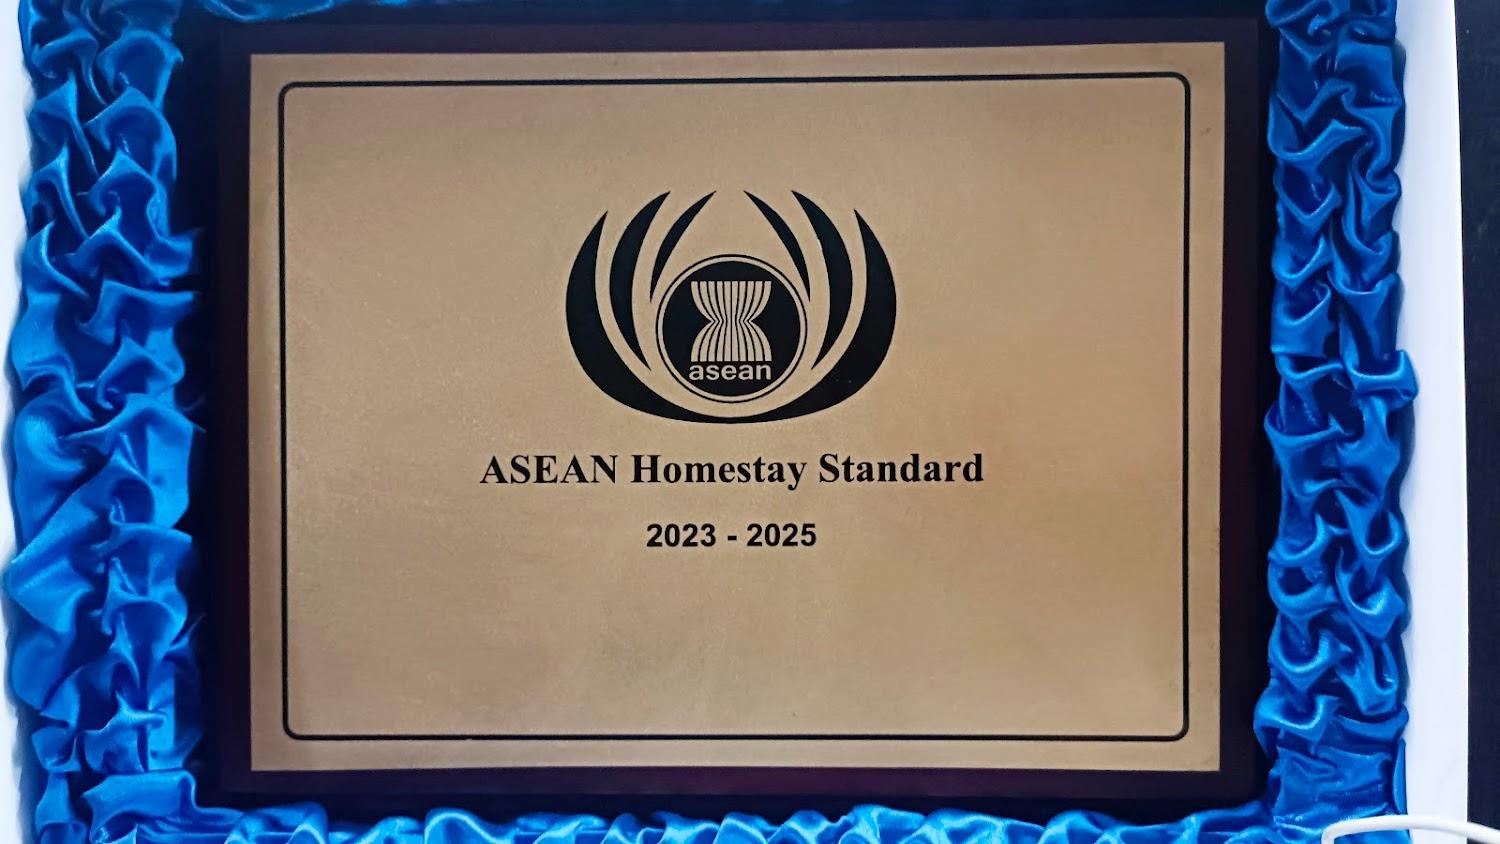 asean
ASEAN Homestay Standard
2023 - 2025